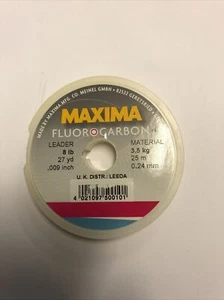 MADE BY MAXIMA MFG. CO. MEINEL GMBH • 82532 GERETSRIED
MAXIMA
FLUOROCARBON
LEADER MATERIAL
8 lb 3,5 kg
27 yd 25 m
.009 inch 0.24 mm
U.K. DISTR.: LEEDA
4 021097 500101